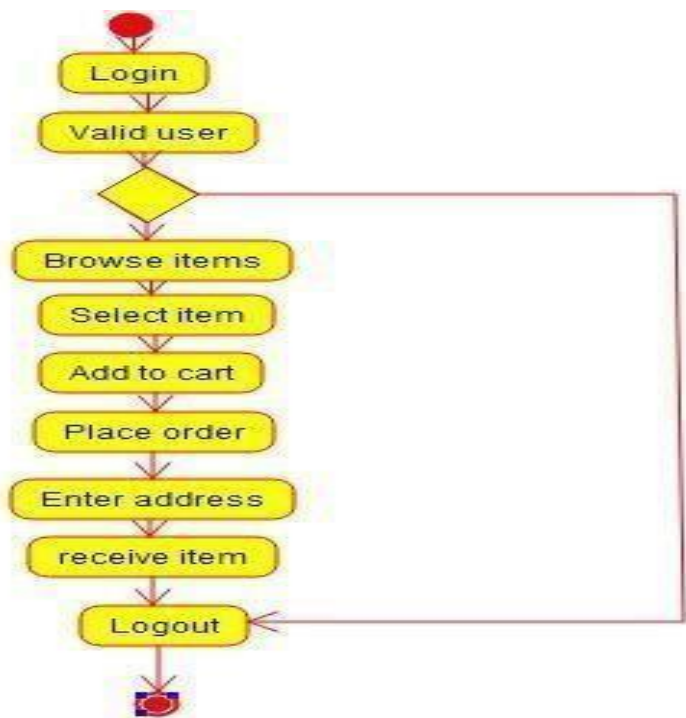 Login
Valid user
Browse items
Select item
Add to cart
Place order
Enter address
receive item
Logout